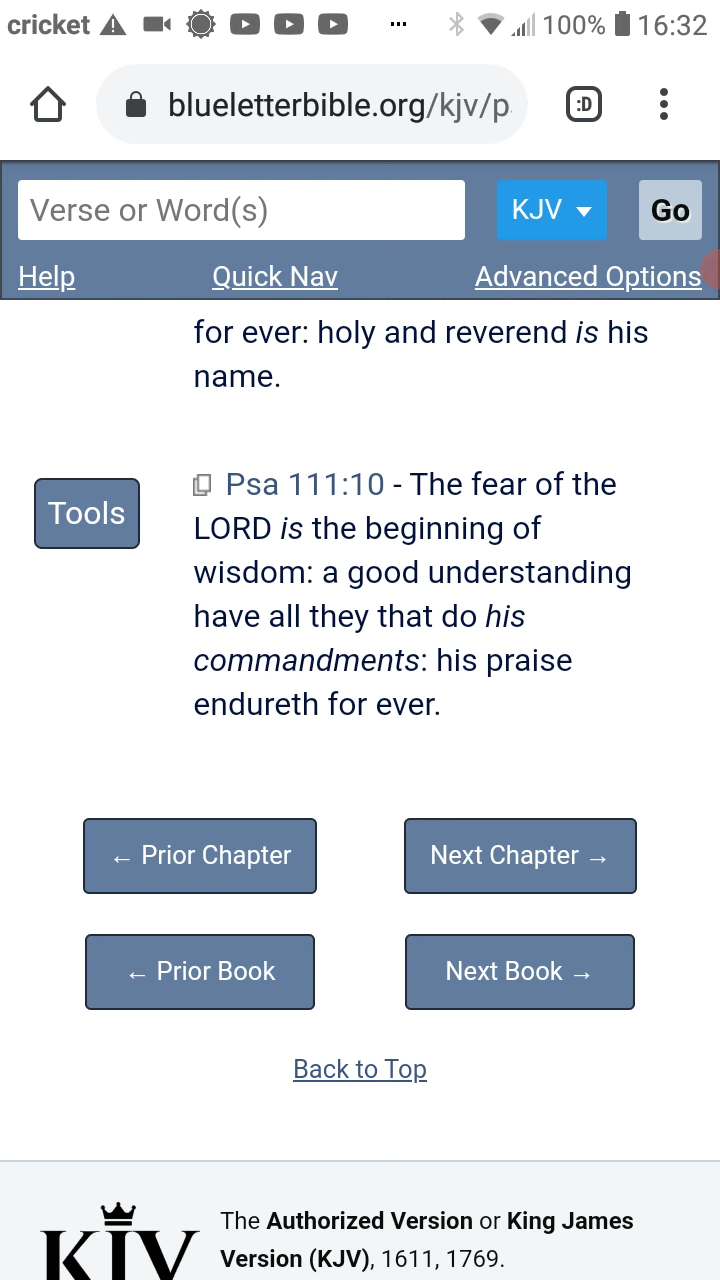 cricket 100% 16:32
blueletterbible.org/kjv/p :D
Verse or Word(s) KJV Go
Help Quick Nav Advanced Options
for ever: holy and reverend is his
name.
Tools
Psa 111:10 - The fear of the
LORD is the beginning of
wisdom: a good understanding
have all they that do his
commandments: his praise
endureth for ever.
← Prior Chapter Next Chapter →
← Prior Book Next Book →
Back to Top
KJV
The Authorized Version or King James
Version (KJV), 1611, 1769.